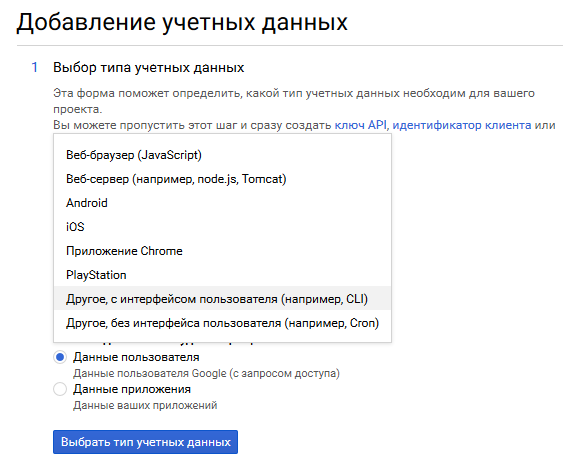 Добавление учетных данных
1 Выбор типа учетных данных
Эта форма поможет определить, какой тип учетных данных необходим для вашего
проекта.
Вы можете пропустить этот шаг и сразу создать ключ API, идентификатор клиента или
Веб-браузер (JavaScript)
Веб-сервер (например, node.js, Tomcat)
Android
iOS
Приложение Chrome
PlayStation
Другое, с интерфейсом пользователя (например, CLI)
Другое, без интерфейса пользователя (например, Cron)
Данные пользователя
Данные пользователя Google (с запросом доступа)
Данные приложения
Данные ваших приложений
Выбрать тип учетных данных